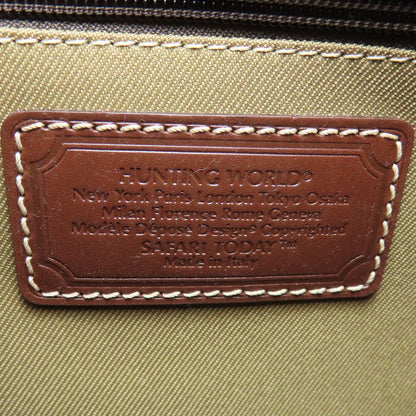 HUNTING WORLD®
New York Paris London Tokyo Osaka
Milan Florence Rome Geneva
Modèle Déposé Design® Copyrighted
SAFARI TODAY™
Made in Italy